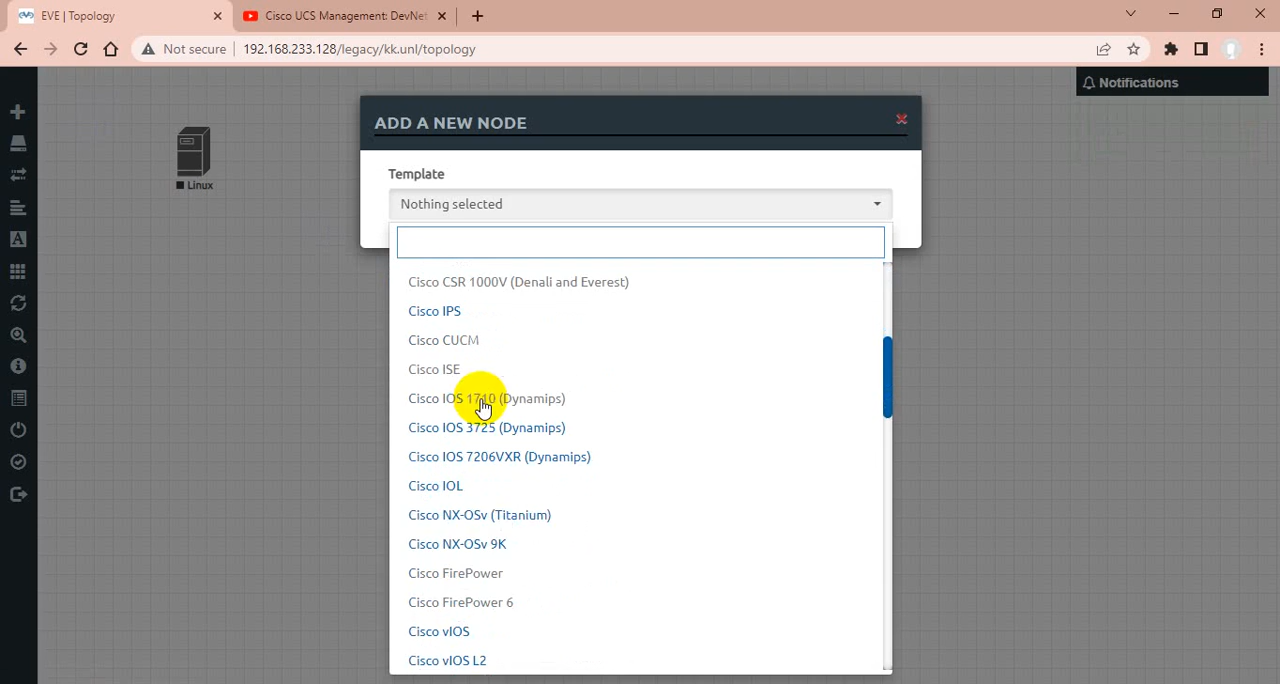 EVE | Topology
Cisco UCS Management: DevNet
Not secure
192.168.233.128/legacy/kk.unl/topology
Notifications
ADD A NEW NODE
Linux
Template
Nothing selected
Cisco CSR 1000V (Denali and Everest)
Cisco IPS
Cisco CUCM
Cisco ISE
Cisco IOS 1710 (Dynamips)
Cisco IOS 3725 (Dynamips)
Cisco IOS 7206VXR (Dynamips)
Cisco IOL
Cisco NX-OSv (Titanium)
Cisco NX-OSv 9K
Cisco FirePower
Cisco FirePower 6
Cisco vIOS
Cisco vIOS L2